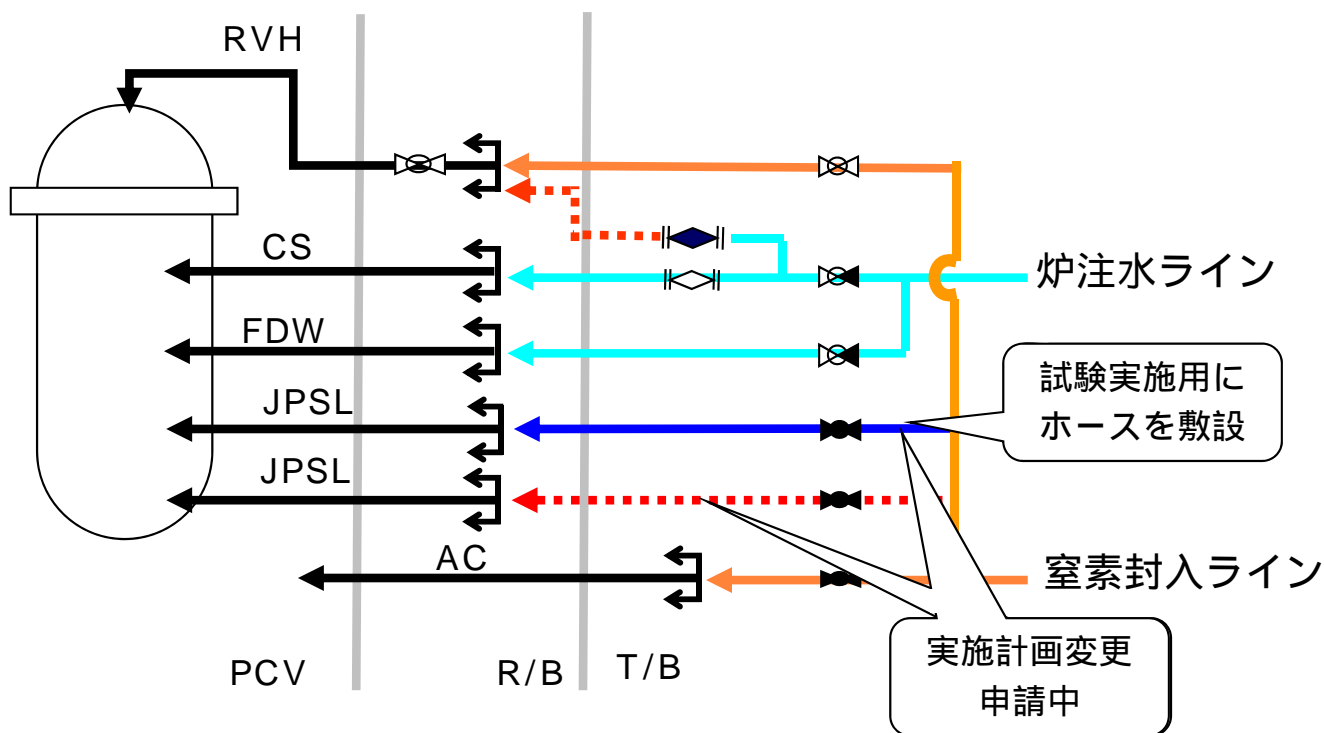 RVH
CS
炉注水ライン
FDW
試験実施用に
ホースを敷設
JPSL
JPSL
AC
窒素封入ライン
実施計画変更
申請中
PCV
R/B
T/B